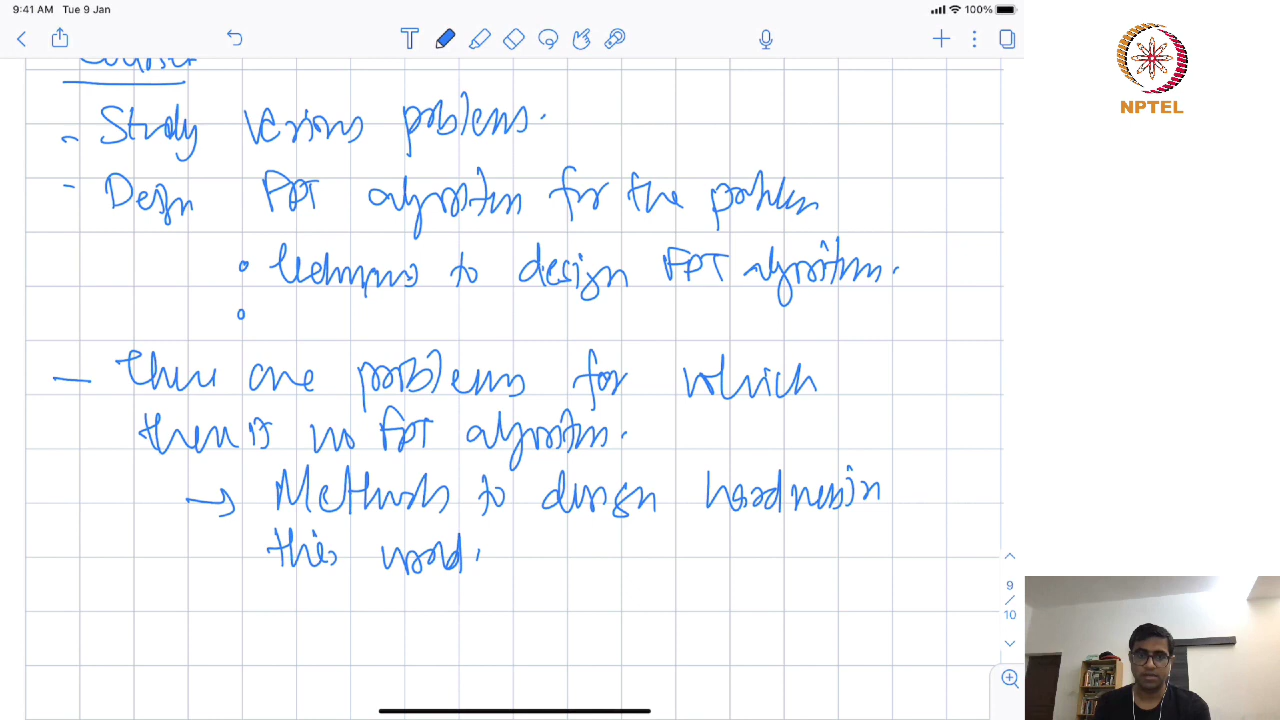 9:41 AM Tue 9 Jan
100%
NPTEL
- Study various problems.
- Design FPT algorithm for the problem
• techniques to design FPT algorithm.
•
— there are problems for which
there is no FPT algorithm.
→ Methods to design hardness in
this world.
9
/
10